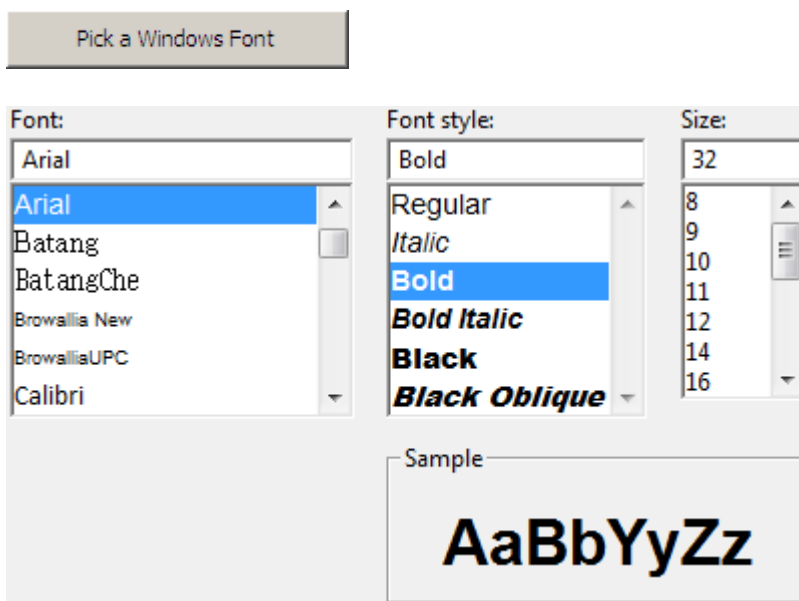 Pick a Windows Font
Font:
Arial
Arial
Batang
BatangChe
Browallia New
BrowalliaUPC
Calibri
Font style:
Bold
Regular
Italic
Bold
Bold Italic
Black
Black Oblique
Size:
32
8
9
10
11
12
14
16
Sample
AaBbYyZz